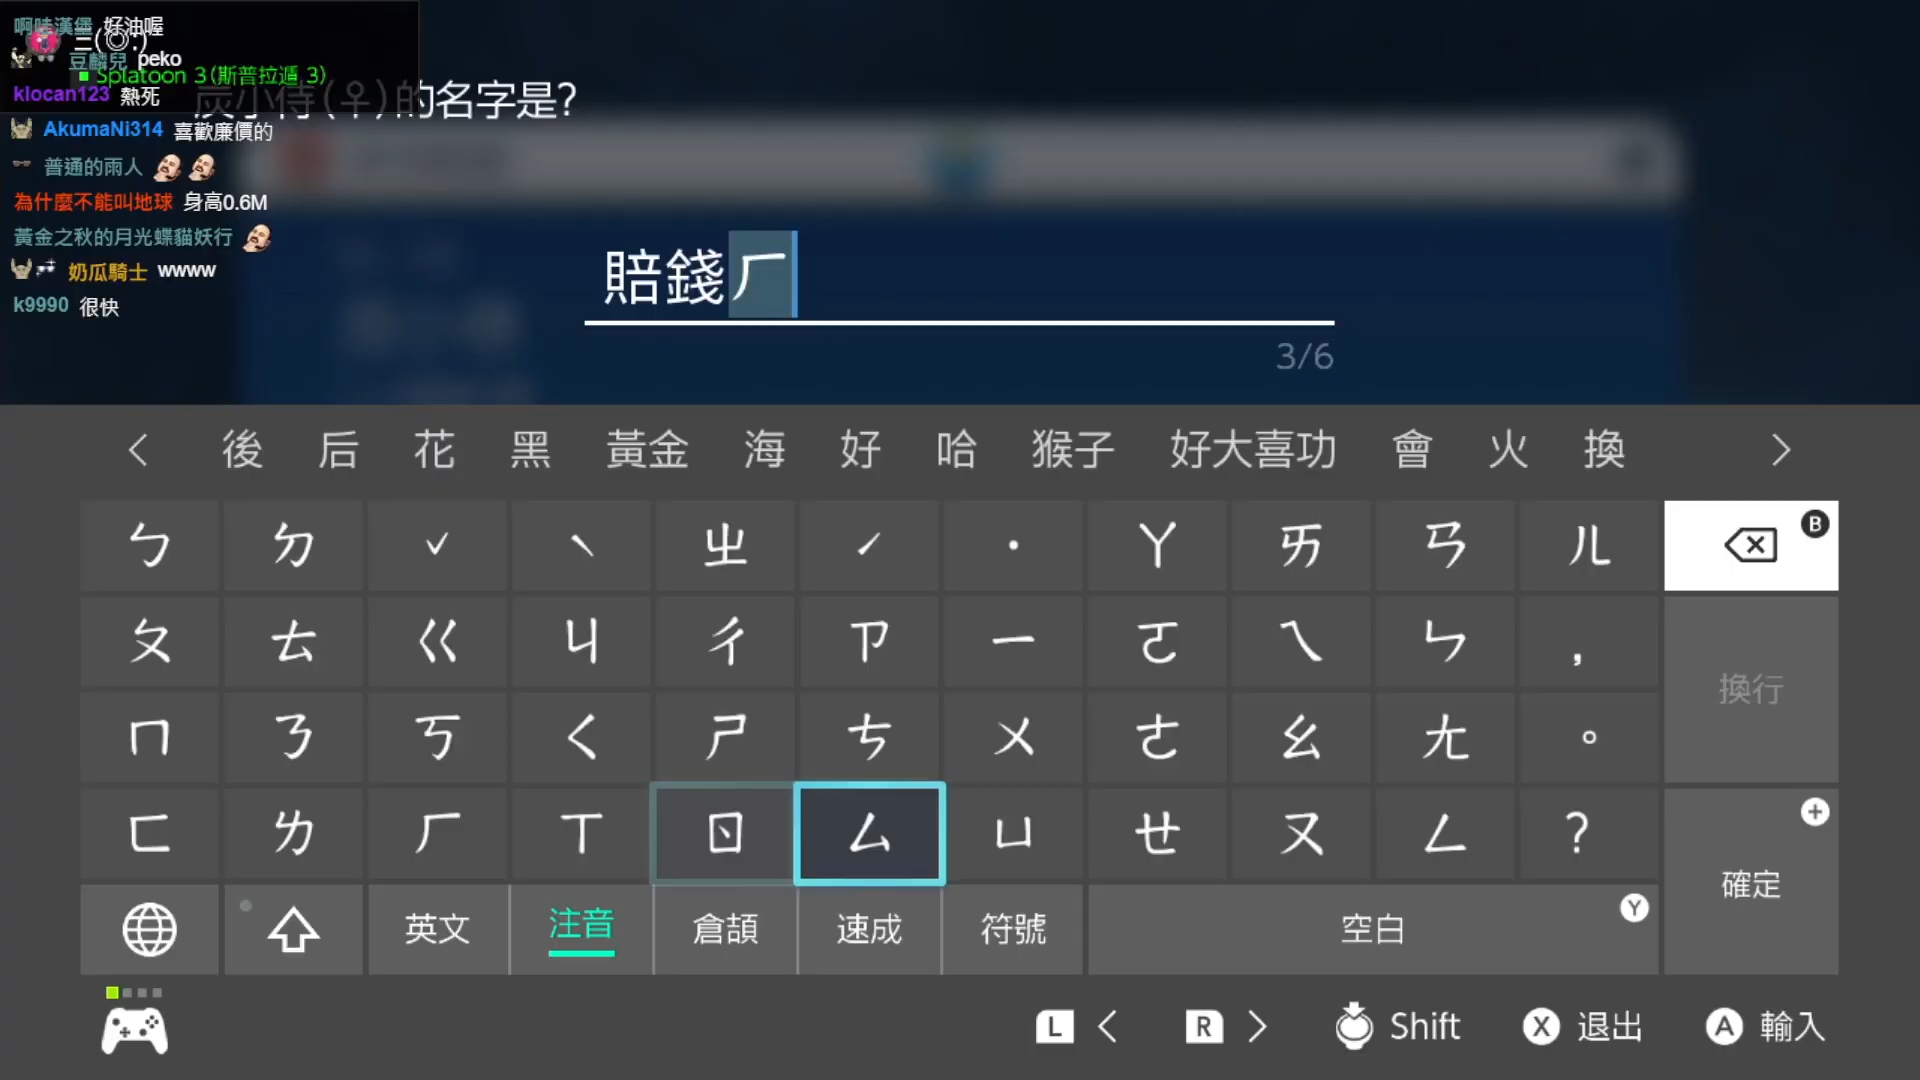 啊哇漢堡 好油喔
三(◎:)
豆麟兒 peko
Splatoon 3(斯普拉遁 3)
klocan123 熱死
炭小侍(♀)的名字是?
AkumaNi314 喜歡廉價的
普通的雨人
為什麼不能叫地球 身高0.6M
黃金之秋的月光蝶貓妖行
奶瓜騎士 wwww
k9990 很快
賠錢ㄏ
3/6
後 后 花 黑 黃金 海 好 哈 猴子 好大喜功 會 火 換
ㄅ ㄉ ˇ ˋ ㄓ ˊ ˙ ㄚ ㄞ ㄢ ㄦ B
ㄆ ㄊ ㄍ ㄐ ㄔ ㄗ ㄧ ㄛ ㄟ ㄣ , 換行
ㄇ ㄋ ㄎ ㄑ ㄕ ㄘ ㄨ ㄜ ㄠ ㄤ 。
ㄈ ㄌ ㄏ ㄒ ㄖ ㄙ ㄩ ㄝ ㄡ ㄥ ? + 確定
英文 注音 倉頡 速成 符號 空白 Y
L R Shift X 退出 A 輸入